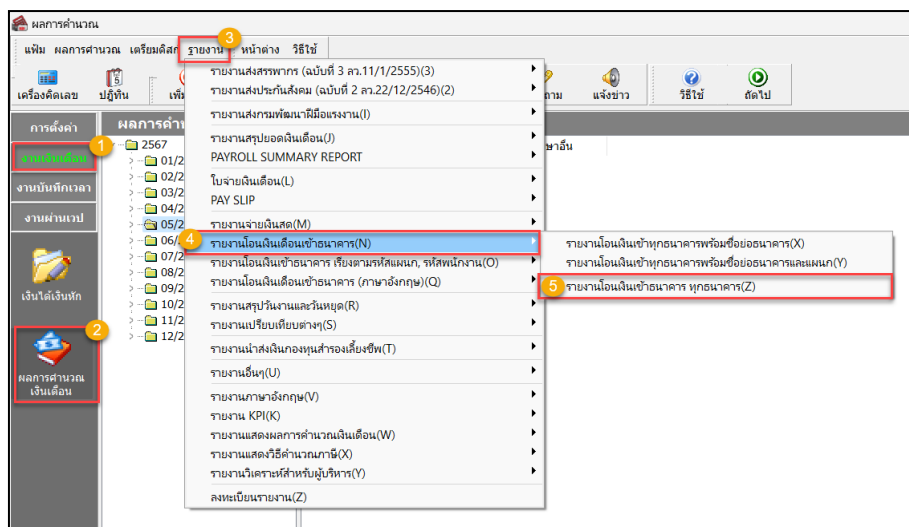 ผลการคำนวณ
แฟ้ม ผลการคำนวณ เตรียมดิสก รายงาน หน้าต่าง วิธีใช้
3
เครื่องคิดเลข ปฏิทิน แจ้งข่าว วิธีใช้ ถัดไป
5
การตั้งค่า
1
งานเงินเดือน
งานบันทึกเวลา
งานผ่านเวป
เงินได้เงินหัก
2
ผลการคำนวณ
เงินเดือน
2567
01/2
02/2
03/2
04/2
05/2
06/2
07/2
08/2
09/2
10/2
11/2
12/2
รายงานส่งสรรพากร (ฉบับที่ 3 ลว.11/1/2555)(3)
รายงานส่งประกันสังคม (ฉบับที่ 2 ลว.22/12/2546)(2)
รายงานส่งกรมพัฒนาฝีมือแรงงาน(I)
รายงานสรุปยอดเงินเดือน(J)
PAYROLL SUMMARY REPORT
ใบจ่ายเงินเดือน(L)
PAY SLIP
รายงานจ่ายเงินสด(M)
4
รายงานโอนเงินเดือนเข้าธนาคาร(N)
รายงานโอนเงินเข้าธนาคาร เรียงตามรหัสแผนก, รหัสพนักงาน(O)
รายงานโอนเงินเดือนเข้าธนาคาร (ภาษาอังกฤษ)(Q)
รายงานสรุปวันงานและวันหยุด(R)
รายงานเปรียบเทียบต่างๆ(S)
รายงานนำส่งเงินกองทุนสำรองเลี้ยงชีพ(T)
รายงานอื่นๆ(U)
รายงานภาษาอังกฤษ(V)
รายงาน KPI(K)
รายงานแสดงผลการคำนวณเงินเดือน(W)
รายงานแสดงวิธีคำนวณภาษี(X)
รายงานวิเคราะห์สำหรับผู้บริหาร(Y)
ลงทะเบียนรายงาน(Z)
รายงานโอนเงินเข้าทุกธนาคารพร้อมชื่อย่อธนาคาร(X)
รายงานโอนเงินเข้าทุกธนาคารพร้อมชื่อย่อธนาคารและแผนก(Y)
5
รายงานโอนเงินเข้าธนาคาร ทุกธนาคาร(Z)